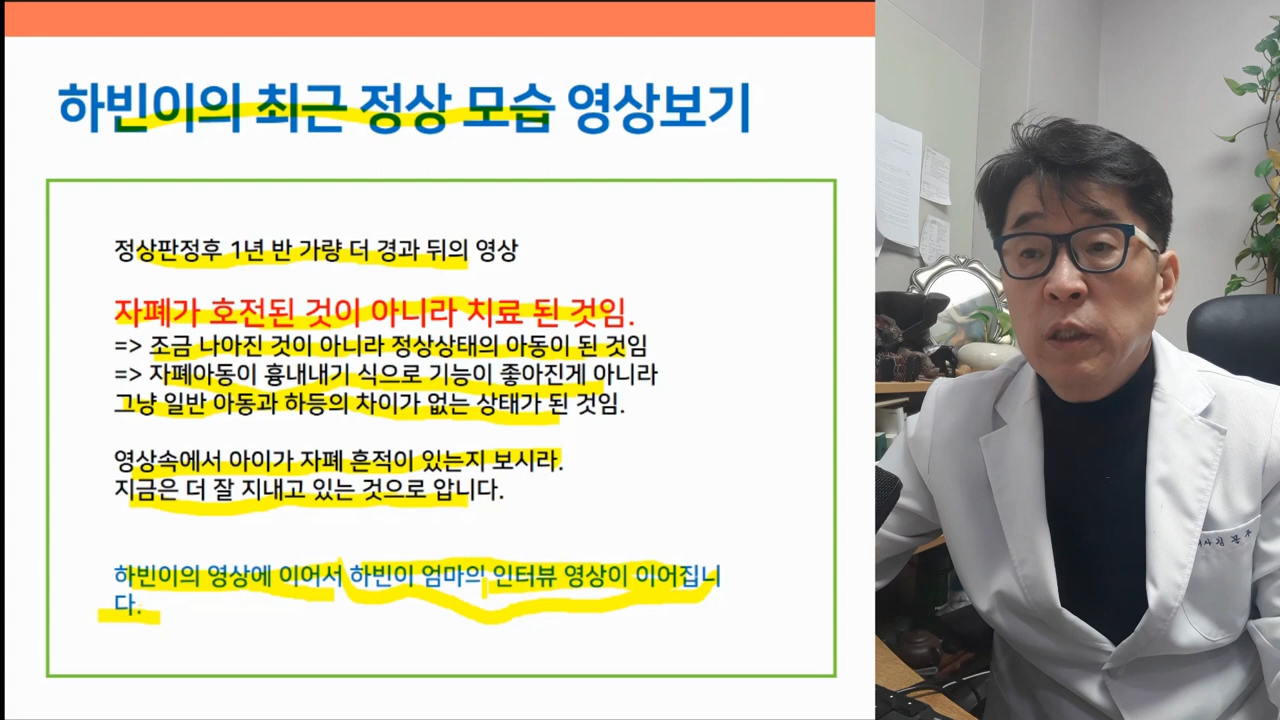 하빈이의 최근 정상 모습 영상보기
정상판정후 1년 반 가량 더 경과 뒤의 영상
자폐가 호전된 것이 아니라 치료 된 것임.
=> 조금 나아진 것이 아니라 정상상태의 아동이 된 것임
=> 자폐아동이 흉내내기 식으로 기능이 좋아진게 아니라
그냥 일반 아동과 하등의 차이가 없는 상태가 된 것임.
영상속에서 아이가 자폐 흔적이 있는지 보시라.
지금은 더 잘 지내고 있는 것으로 압니다.
하빈이의 영상에 이어서 하빈이 엄마의 인터뷰 영상이 이어집니
다.